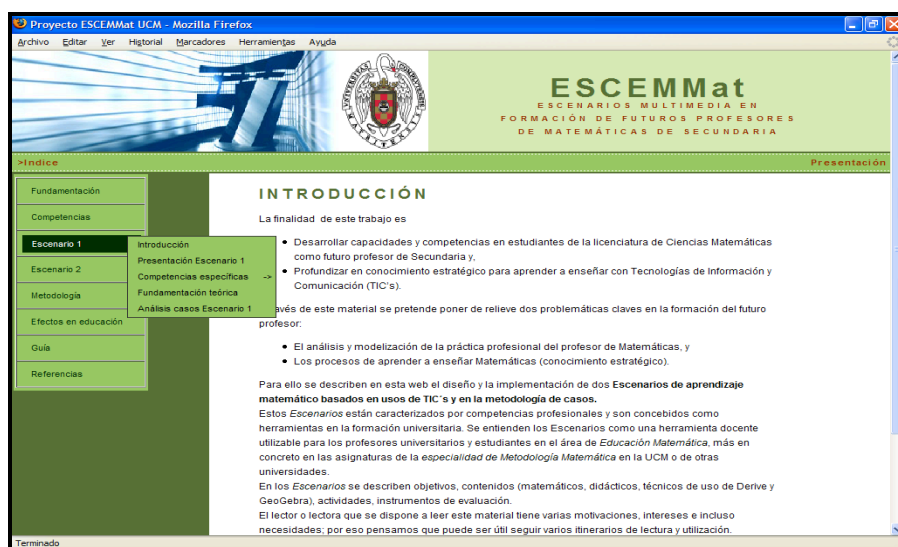 Proyecto ESCEMMat UCM - Mozilla Firefox
Archivo Editar Ver Historial Marcadores Herramientas Ayuda
ESCEMMat
ESCENARIOS MULTIMEDIA EN
FORMACIÓN DE FUTUROS PROFESORES
DE MATEMÁTICAS DE SECUNDARIA
>Indice
Presentación
Fundamentación
Competencias
Escenario 1
Escenario 2
Metodología
Efectos en educación
Guía
Referencias
Introducción
Presentación Escenario 1
Competencias específicas ->
Fundamentación teórica
Análisis casos Escenario 1
INTRODUCCIÓN
La finalidad de este trabajo es
• Desarrollar capacidades y competencias en estudiantes de la licenciatura de Ciencias Matemáticas
como futuro profesor de Secundaria y,
• Profundizar en conocimiento estratégico para aprender a enseñar con Tecnologías de Información y
Comunicación (TIC's).
avés de este material se pretende poner de relieve dos problemáticas claves en la formación del futuro
profesor:
• El análisis y modelización de la práctica profesional del profesor de Matemáticas, y
• Los procesos de aprender a enseñar Matemáticas (conocimiento estratégico).
Para ello se describen en esta web el diseño y la implementación de dos Escenarios de aprendizaje
matemático basados en usos de TIC´s y en la metodología de casos.
Estos Escenarios están caracterizados por competencias profesionales y son concebidos como
herramientas en la formación universitaria. Se entienden los Escenarios como una herramienta docente
utilizable para los profesores universitarios y estudiantes en el área de Educación Matemática, más en
concreto en las asignaturas de la especialidad de Metodología Matemática en la UCM o de otras
universidades.
En los Escenarios se describen objetivos, contenidos (matemáticos, didácticos, técnicos de uso de Derive y
GeoGebra), actividades, instrumentos de evaluación.
El lector o lectora que se dispone a leer este material tiene varias motivaciones, intereses e incluso
necesidades; por eso pensamos que puede ser útil seguir varios itinerarios de lectura y utilización.
Terminado